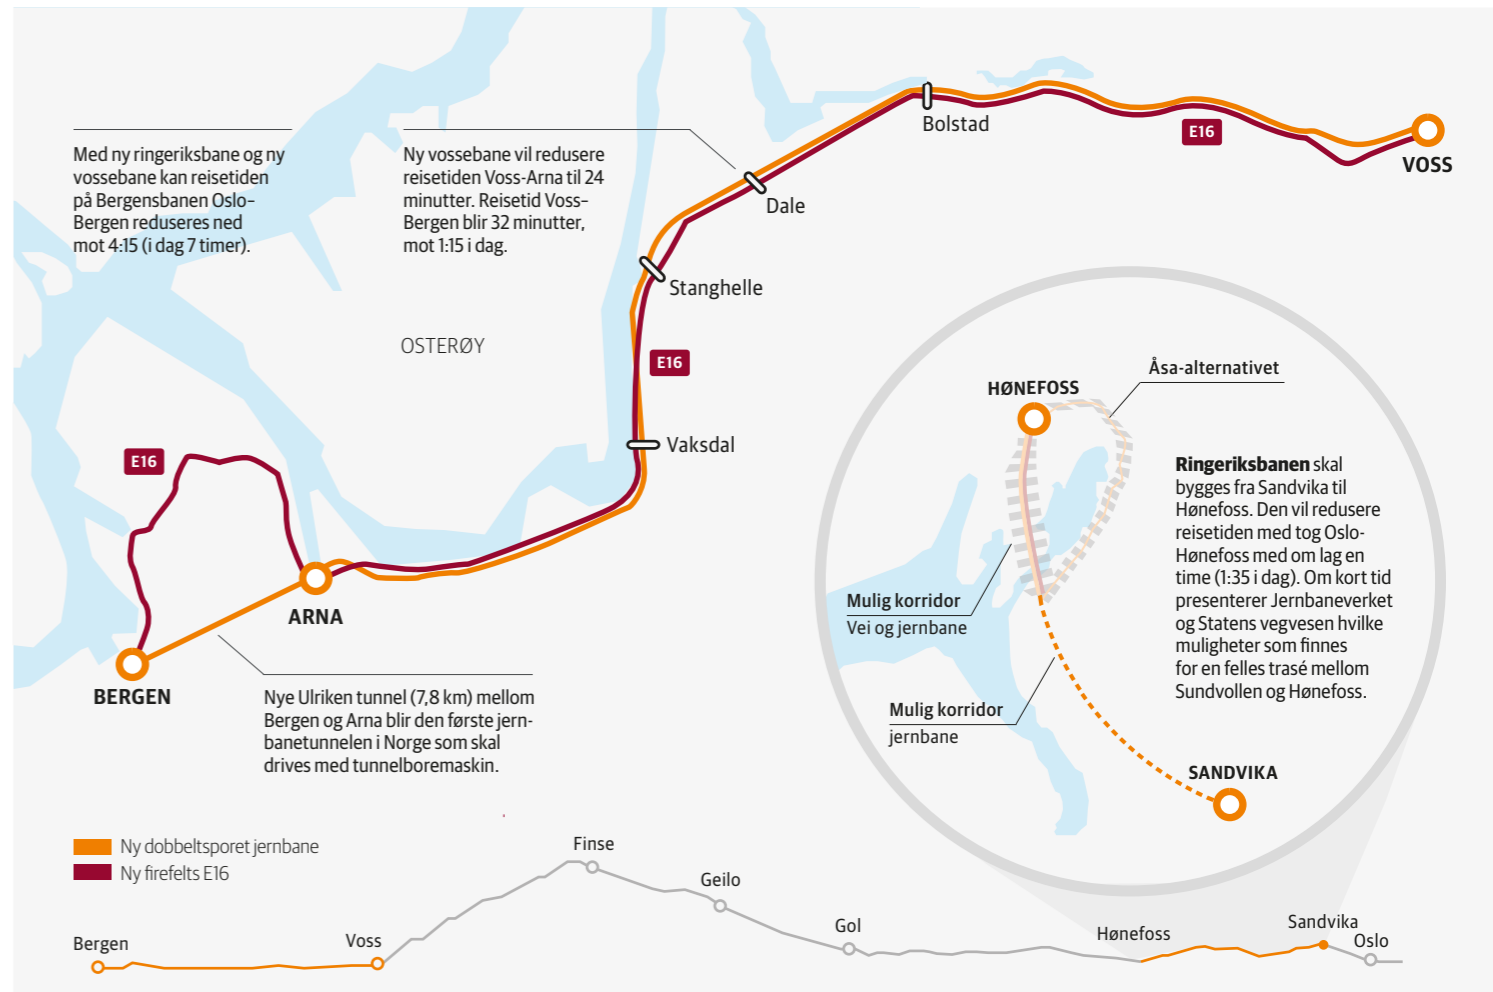 Med ny ringeriksbane og ny
vossebane kan reisetiden
på Bergensbanen Oslo–
Bergen reduseres ned
mot 4:15 (i dag 7 timer).
Ny vossebane vil redusere
reisetiden Voss-Arna til 24
minutter. Reisetid Voss–
Bergen blir 32 minutter,
mot 1:15 i dag.
Bolstad
E16
VOSS
Dale
Stanghelle
OSTERØY
E16
Vaksdal
E16
ARNA
BERGEN
Nye Ulriken tunnel (7,8 km) mellom
Bergen og Arna blir den første jern-
banetunnelen i Norge som skal
drives med tunnelboremaskin.
Åsa-alternativet
HØNEFOSS
Ringeriksbanen skal
bygges fra Sandvika til
Hønefoss. Den vil redusere
reisetiden med tog Oslo-
Hønefoss med om lag en
time (1:35 i dag). Om kort tid
presenterer Jernbaneverket
og Statens vegvesen hvilke
muligheter som finnes
for en felles trasé mellom
Sundvollen og Hønefoss.
Mulig korridor
Vei og jernbane
Mulig korridor
jernbane
SANDVIKA
Ny dobbeltsporet jernbane
Ny firefelts E16
Bergen
Voss
Finse
Geilo
Gol
Hønefoss
Sandvika
Oslo